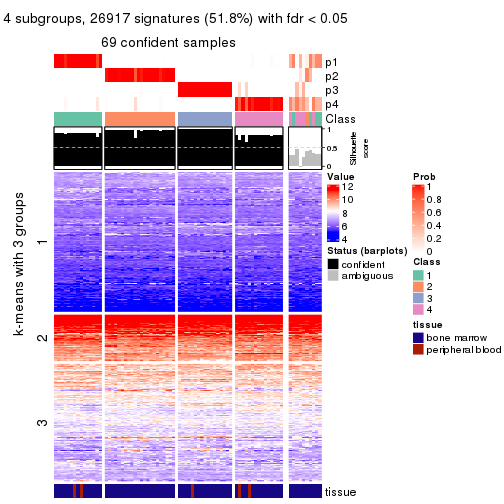 4 subgroups, 26917 signatures (51.8%) with fdr < 0.05
69 confident samples
p1
p2
p3
p4
Class
1
0.5
0
Silhouette
score
k-means with 3 groups
1
2
3
tissue
Value
12
10
8
6
4
Status (barplots)
confident
ambiguous
Prob
1
0.8
0.6
0.4
0.2
0
Class
1
2
3
4
tissue
bone marrow
peripheral blood